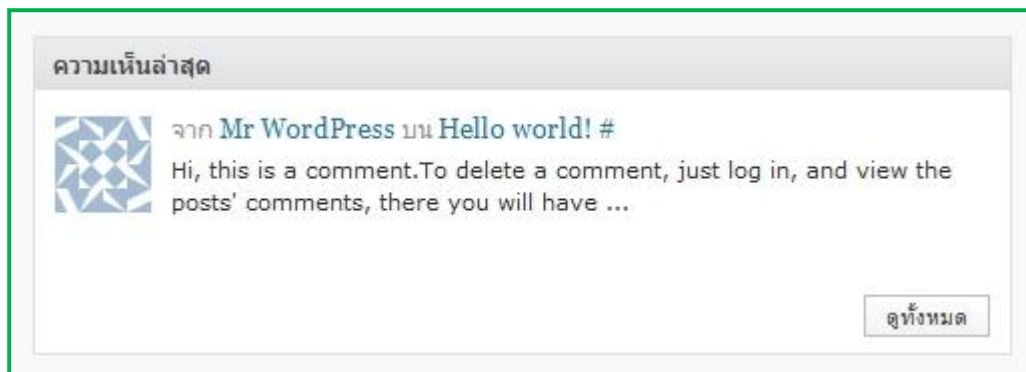 ความเห็นล่าสุด
จาก Mr WordPress บน Hello world! #
Hi, this is a comment.To delete a comment, just log in, and view the
posts' comments, there you will have ...
ดูทั้งหมด